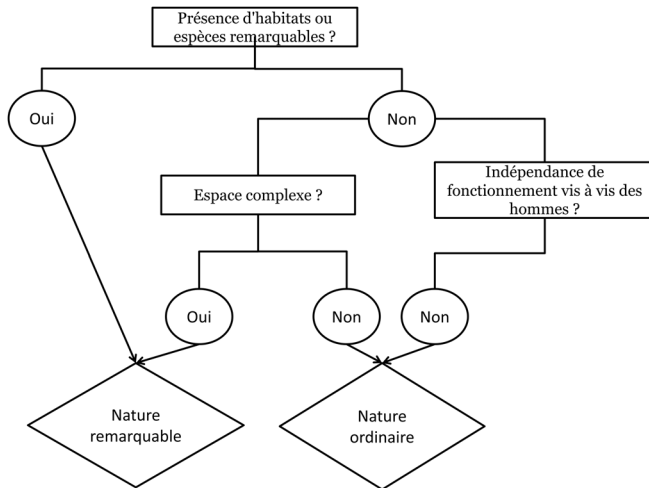 Présence d'habitats ou
espèces remarquables ?
Oui
Non
Espace complexe ?
Indépendance de
fonctionnement vis à vis des
hommes ?
Oui
Non
Non
Nature
remarquable
Nature
ordinaire